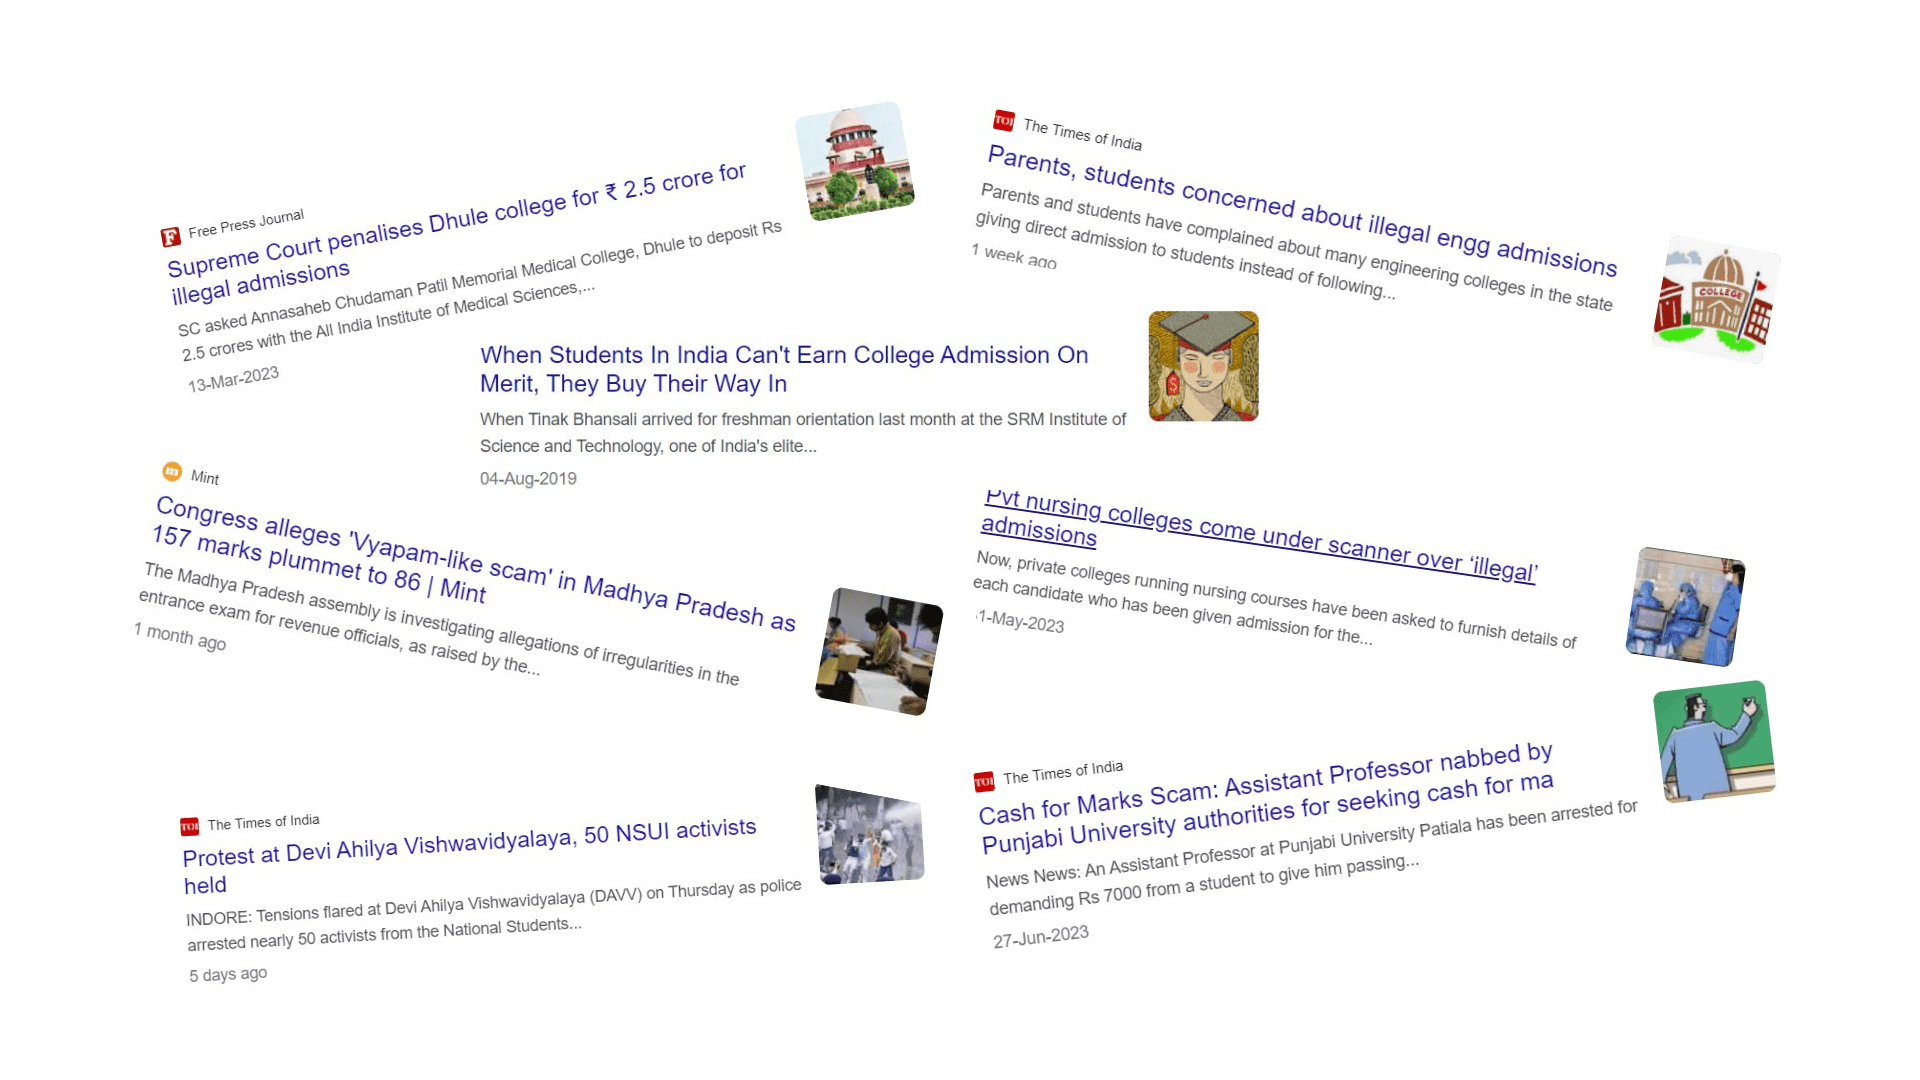 F Free Press Journal
Supreme Court penalises Dhule college for ₹ 2.5 crore for
illegal admissions
SC asked Annasaheb Chudaman Patil Memorial Medical College, Dhule to deposit Rs
2.5 crores with the All India Institute of Medical Sciences,...
13-Mar-2023
TOI The Times of India
Parents, students concerned about illegal engg admissions
Parents and students have complained about many engineering colleges in the state
giving direct admission to students instead of following...
1 week ago
COLLEGE
When Students In India Can't Earn College Admission On
Merit, They Buy Their Way In
When Tinak Bhansali arrived for freshman orientation last month at the SRM Institute of
Science and Technology, one of India's elite...
04-Aug-2019
$
m Mint
Congress alleges 'Vyapam-like scam' in Madhya Pradesh as
157 marks plummet to 86 | Mint
The Madhya Pradesh assembly is investigating allegations of irregularities in the
entrance exam for revenue officials, as raised by the...
1 month ago
Pvt nursing colleges come under scanner over ‘illegal’
admissions
Now, private colleges running nursing courses have been asked to furnish details of
each candidate who has been given admission for the...
1-May-2023
TOI The Times of India
Protest at Devi Ahilya Vishwavidyalaya, 50 NSUI activists
held
INDORE: Tensions flared at Devi Ahilya Vishwavidyalaya (DAVV) on Thursday as police
arrested nearly 50 activists from the National Students...
5 days ago
TOI The Times of India
Cash for Marks Scam: Assistant Professor nabbed by
Punjabi University authorities for seeking cash for ma
News News: An Assistant Professor at Punjabi University Patiala has been arrested for
demanding Rs 7000 from a student to give him passing...
27-Jun-2023